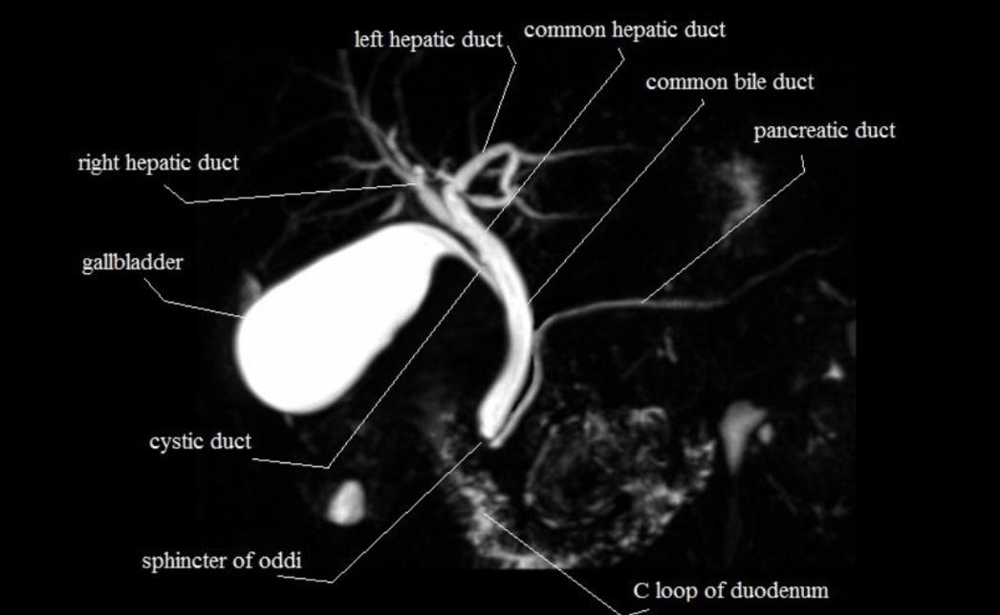 left hepatic duct
common hepatic duct
common bile duct
pancreatic duct
right hepatic duct
gallbladder
cystic duct
sphincter of oddi
C loop of duodenum